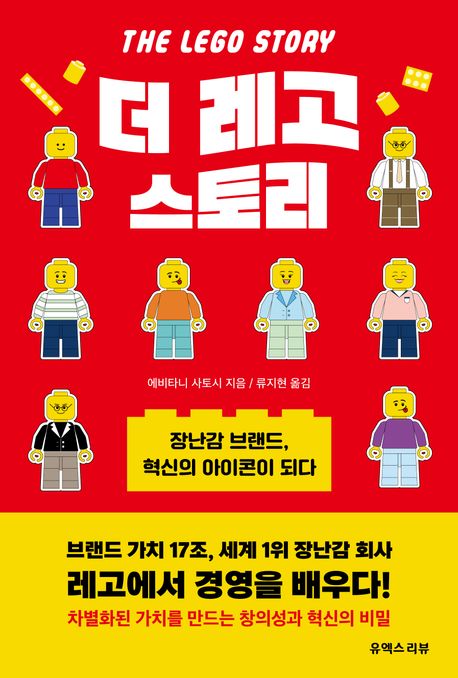 THE LEGO STORY
더 레고
스토리
에비타니 사토시 지음 / 류지현 옮김
장난감 브랜드,
혁신의 아이콘이 되다
브랜드 가치 17조, 세계 1위 장난감 회사
레고에서 경영을 배우다!
차별화된 가치를 만드는 창의성과 혁신의 비밀
유엑스리뷰